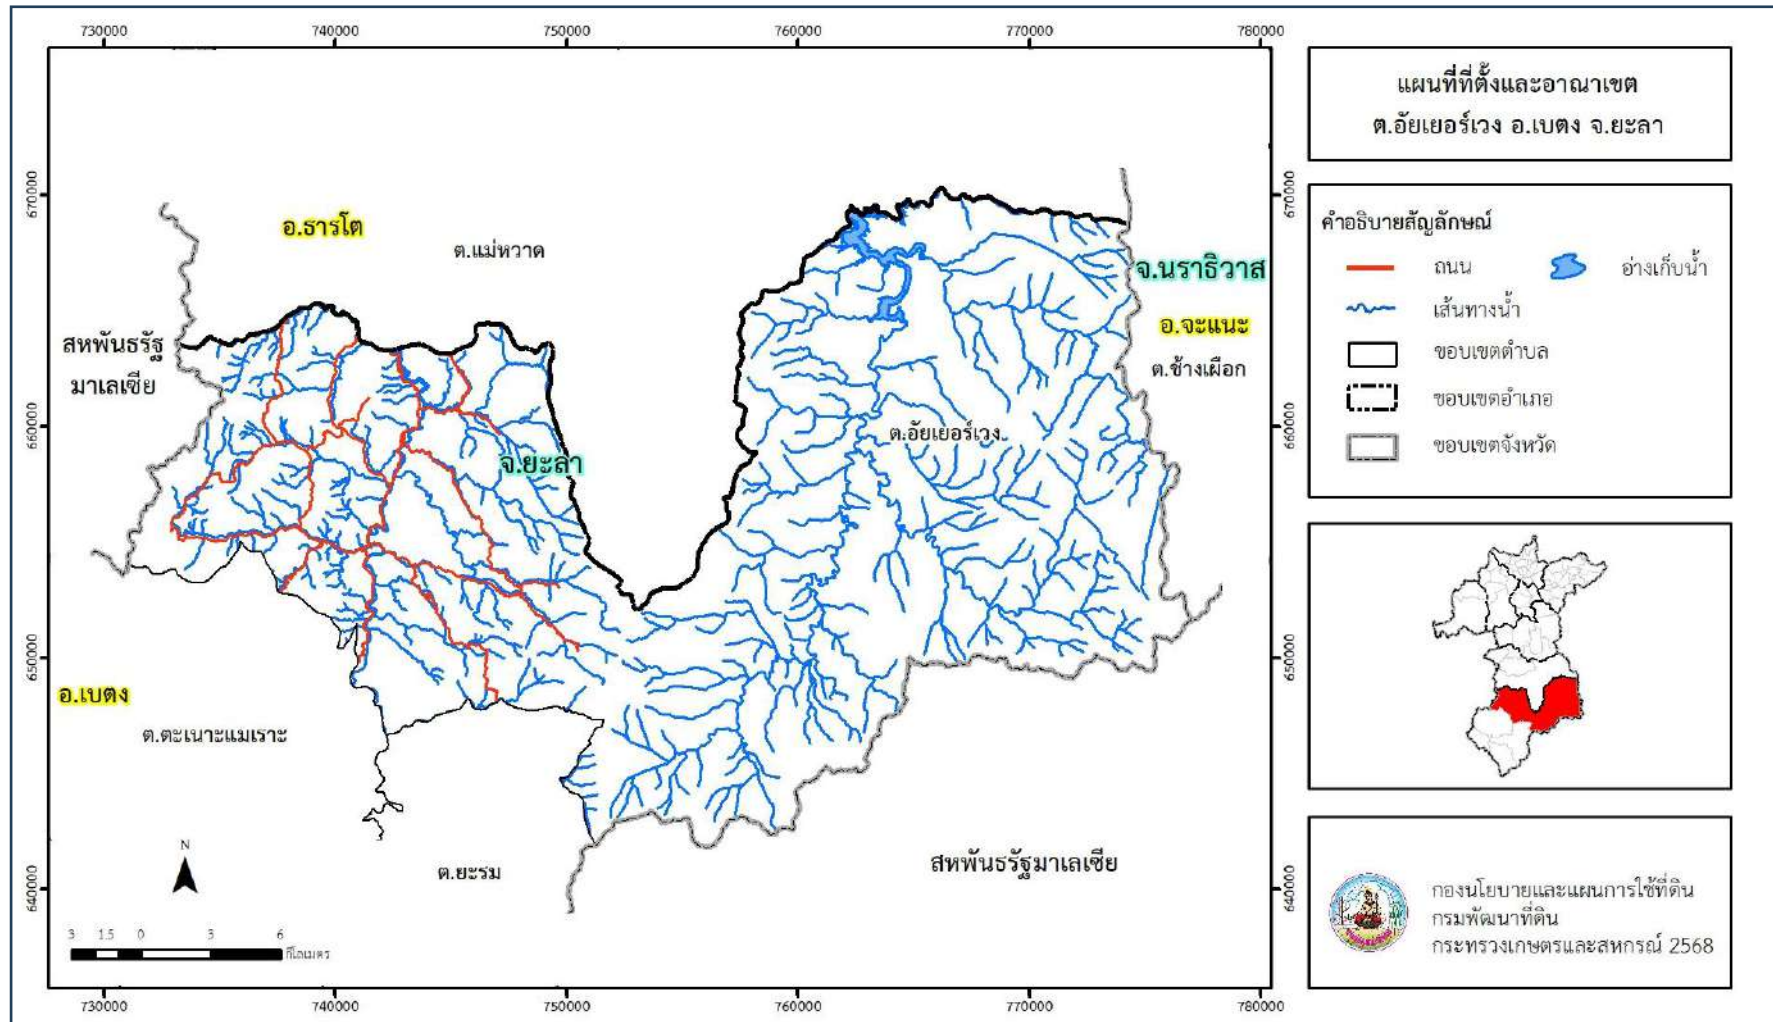 730000 740000 750000 760000 770000 780000
แผนที่ที่ตั้งและอาณาเขต
ต.อัยเยอร์เวง อ.เบตง จ.ยะลา
670000
670000
อ.ธารโต
ต.แม่หวาด
สหพันธรัฐ
มาเลเซีย
จ.นราธิวาส
อ.จะแนะ
ต.ช้างเผือก
คำอธิบายสัญลักษณ์
ถนน
อ่างเก็บน้ำ
เส้นทางน้ำ
ขอบเขตตำบล
ขอบเขตอำเภอ
ขอบเขตจังหวัด
660000
660000
ต.อัยเยอร์เวง
จ.ยะลา
650000
650000
อ.เบตง
ต.ตะเนาะแมเราะ
640000
640000
ต.ยะรม
สหพันธรัฐมาเลเซีย
N
3 1.5 0 3 6
กิโลเมตร
กองนโยบายและแผนการใช้ที่ดิน
กรมพัฒนาที่ดิน
กระทรวงเกษตรและสหกรณ์ 2568
730000 740000 750000 760000 770000 780000